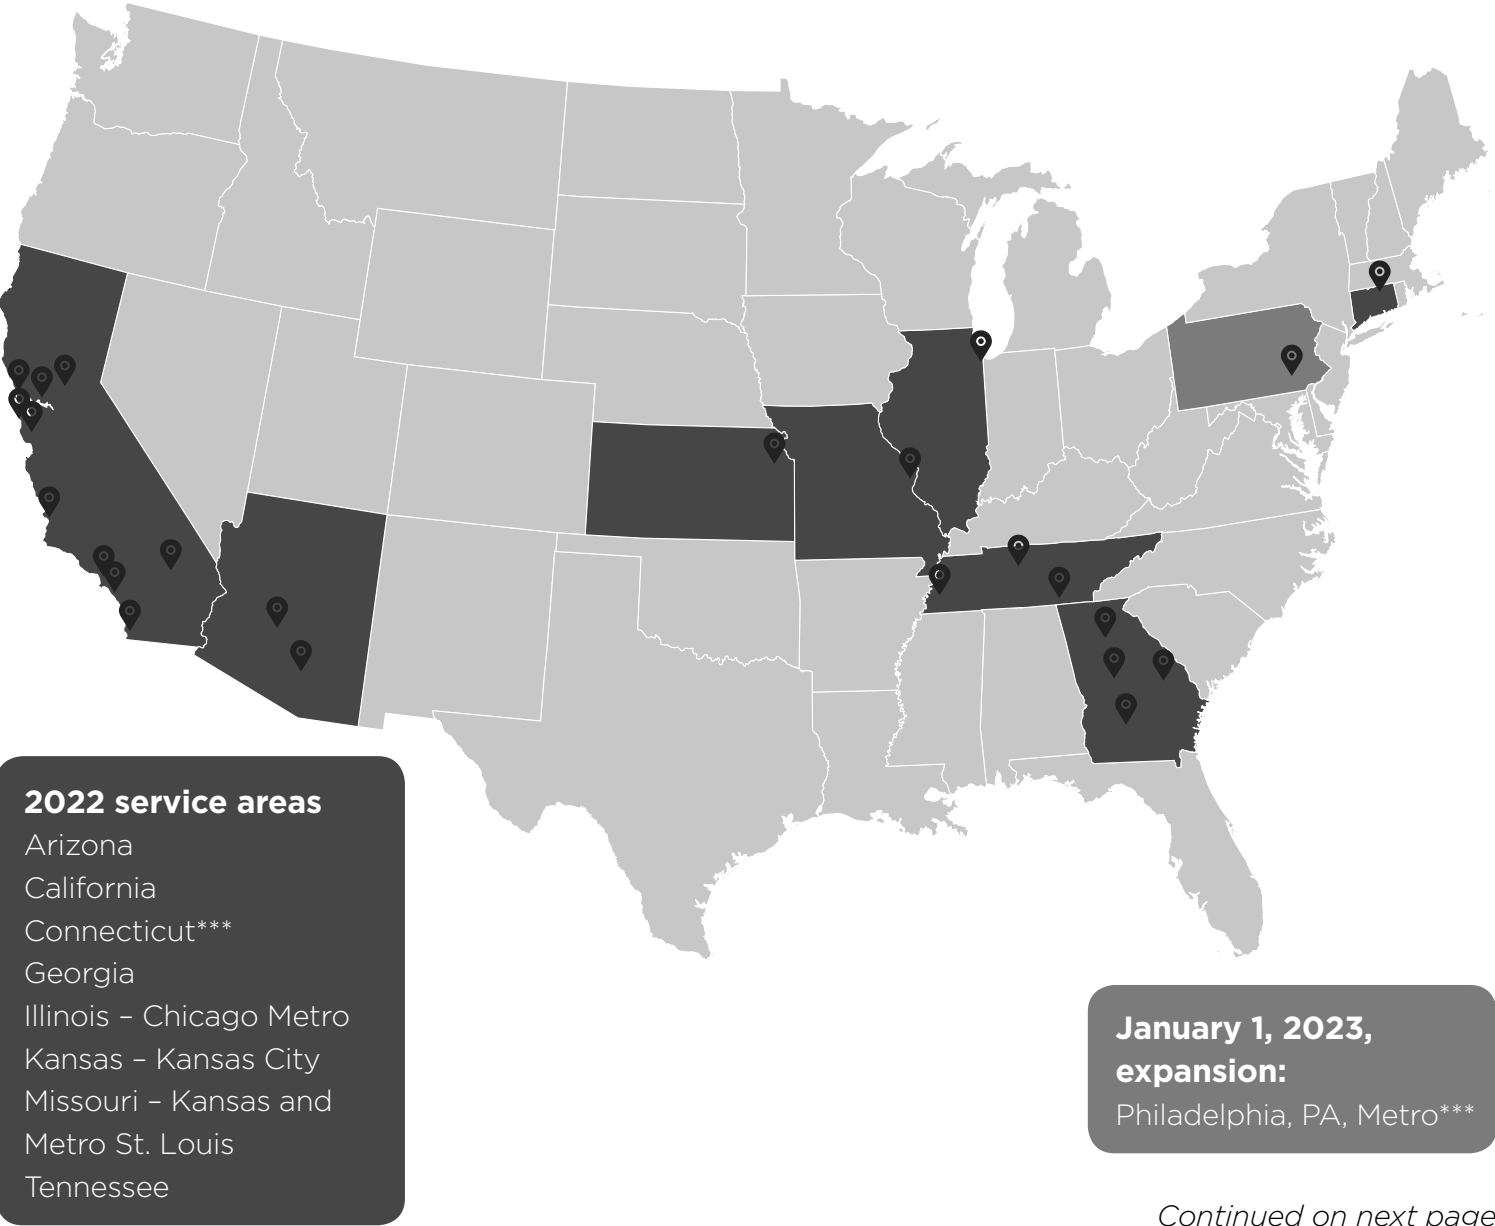 2022 service areas
Arizona
California
Connecticut***
Georgia
Illinois – Chicago Metro
Kansas – Kansas City
Missouri – Kansas and
Metro St. Louis
Tennessee
January 1, 2023,
expansion:
Philadelphia, PA, Metro***
Continued on next page